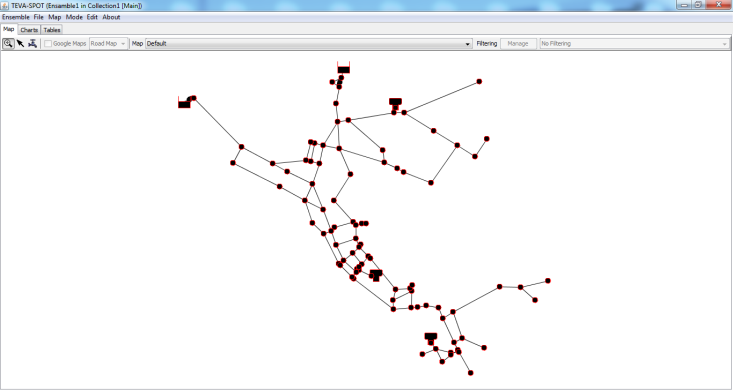 TEVA-SPOT (Ensemble1 in Collection1 [Main])
Ensemble File Map Mode Edit About
Map Charts Tables
Google Maps Road Map Map Default Filtering Manage No Filtering